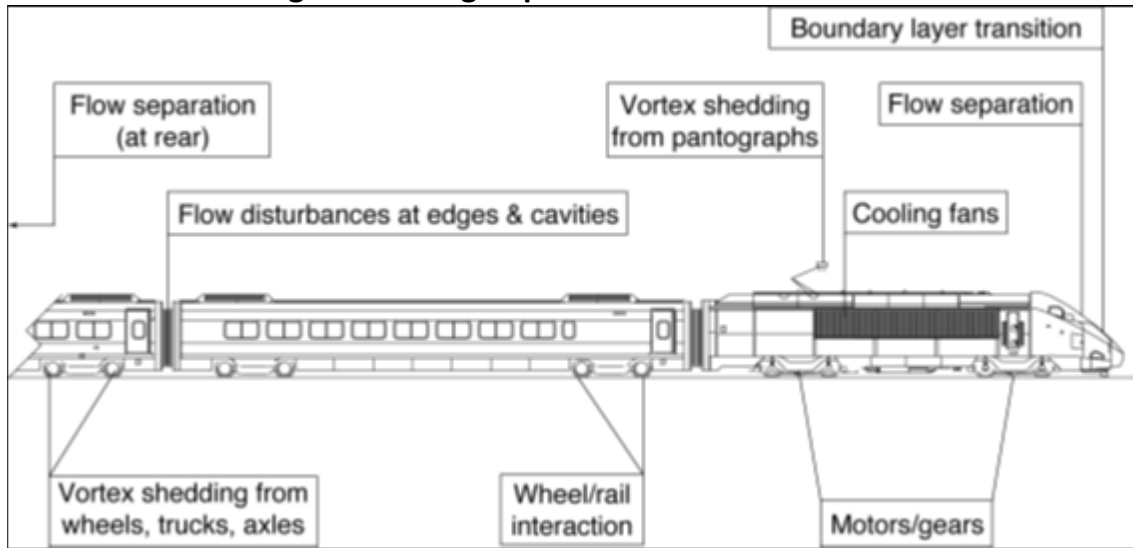 Boundary layer transition
Flow separation
(at rear)
Vortex shedding
from pantographs
Flow separation
Flow disturbances at edges & cavities
Cooling fans
Vortex shedding from
wheels, trucks, axles
Wheel/rail
interaction
Motors/gears